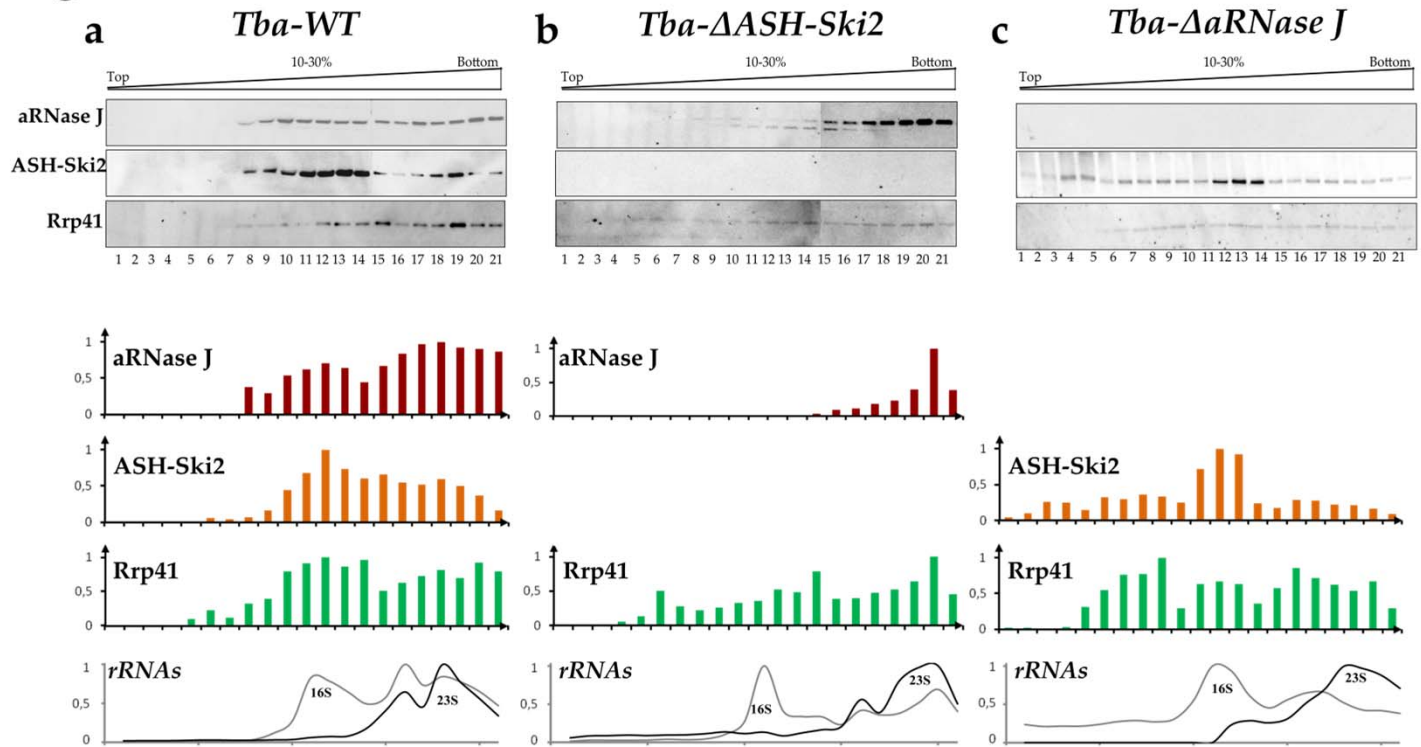 a Tba-WT b Tba-ΔASH-Ski2 c Tba-ΔaRNase J
10-30% 10-30% 10-30%
Top Bottom Top Bottom Top Bottom
aRNase J
ASH-Ski2
Rrp41
1 2 3 4 5 6 7 8 9 10 11 12 13 14 15 16 17 18 19 20 21 1 2 3 4 5 6 7 8 9 10 11 12 13 14 15 16 17 18 19 20 21 1 2 3 4 5 6 7 8 9 10 11 12 13 14 15 16 17 18 19 20 21
1 aRNase J 1 aRNase J
0,5 0,5
0 0
1 ASH-Ski2 1 ASH-Ski2
0,5 0,5
0 0
1 Rrp41 1 Rrp41 1 Rrp41
0,5 0,5 0,5
0 0 0
1 rRNAs 1 rRNAs 1 rRNAs
16S 23S 16S 23S 16S 23S
0,5 0,5 0,5
0 0 0